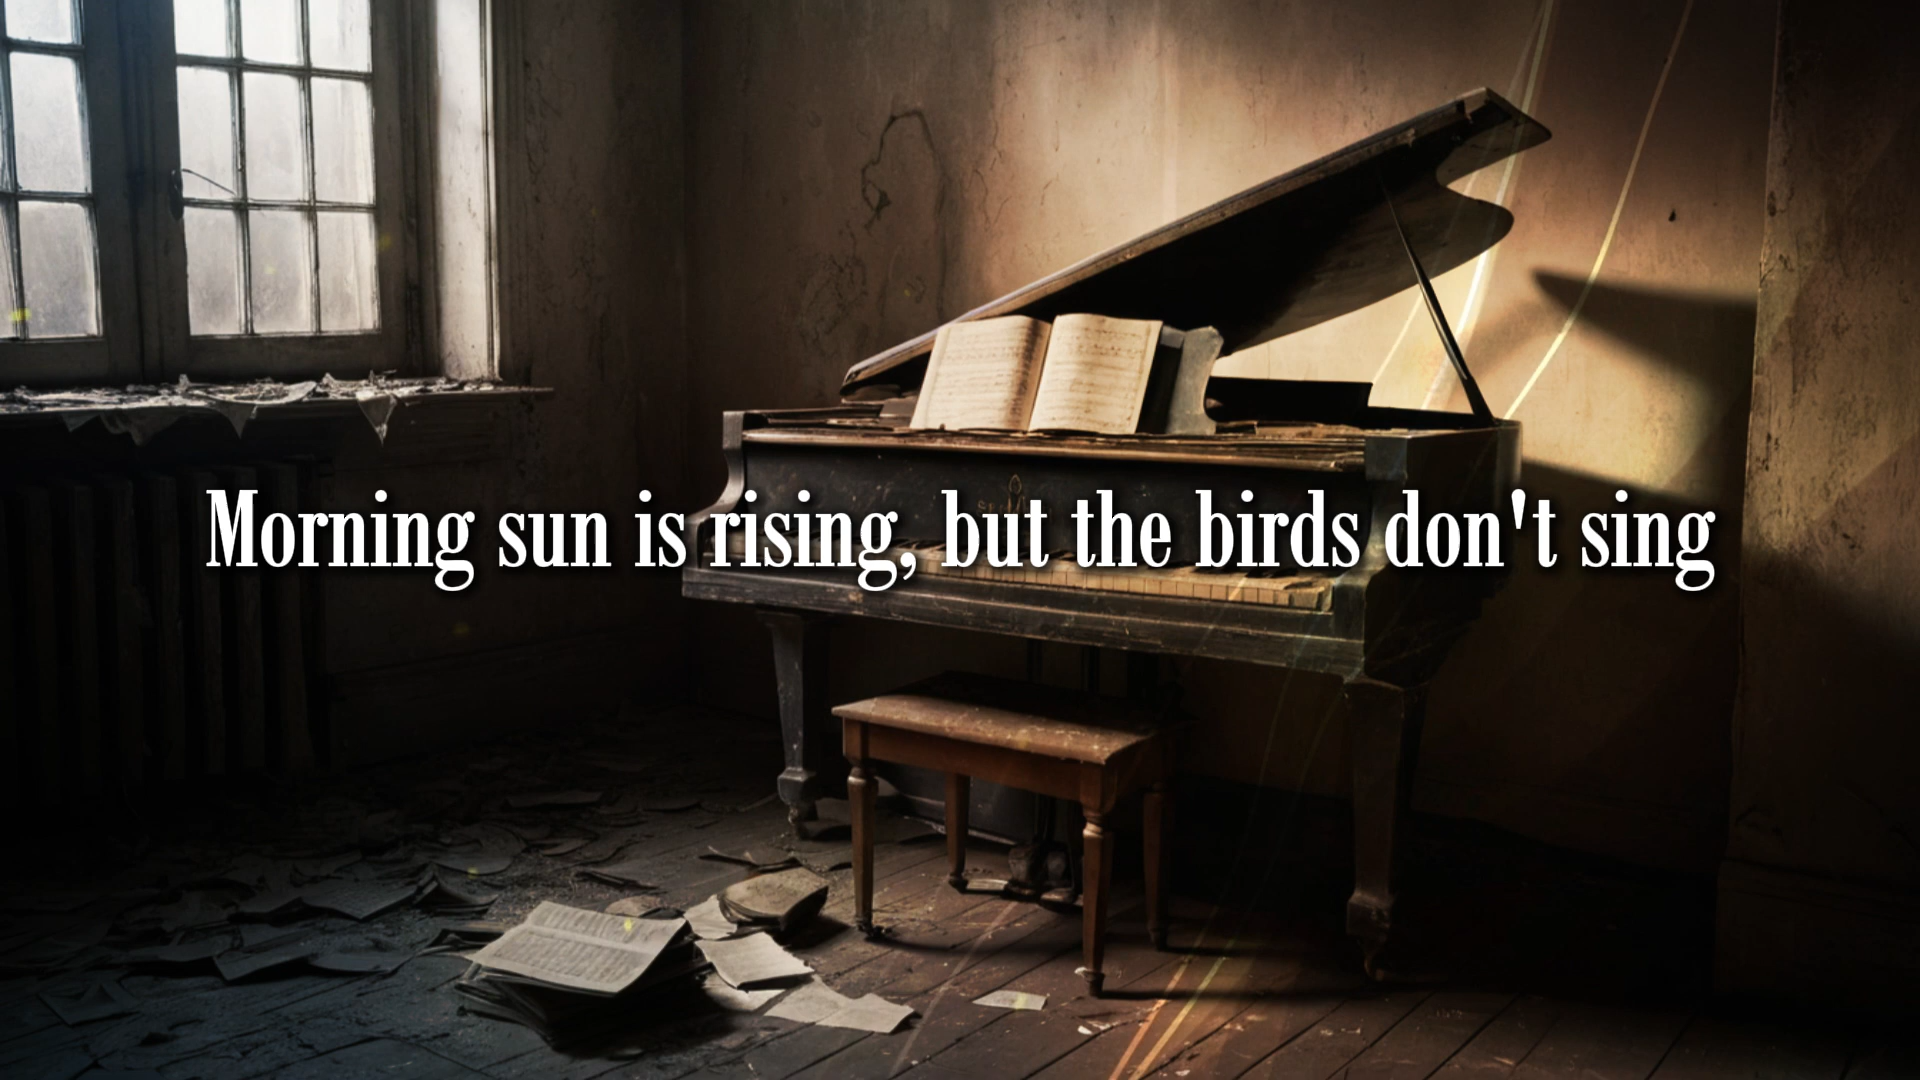 Morning sun is rising, but the birds don't sing